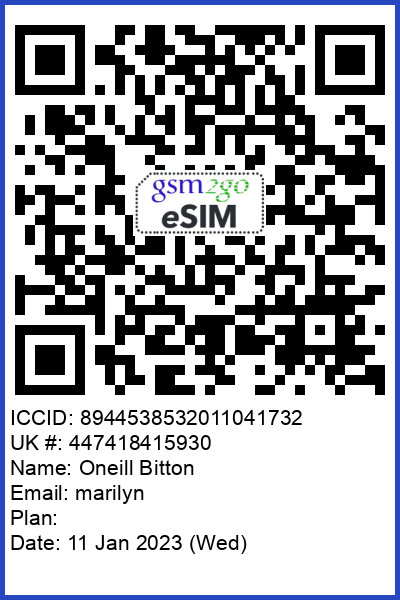 gsm2go
eSIM
ICCID: 8944538532011041732
UK #: 447418415930
Name: Oneill Bitton
Email: marilyn
Plan:
Date: 11 Jan 2023 (Wed)